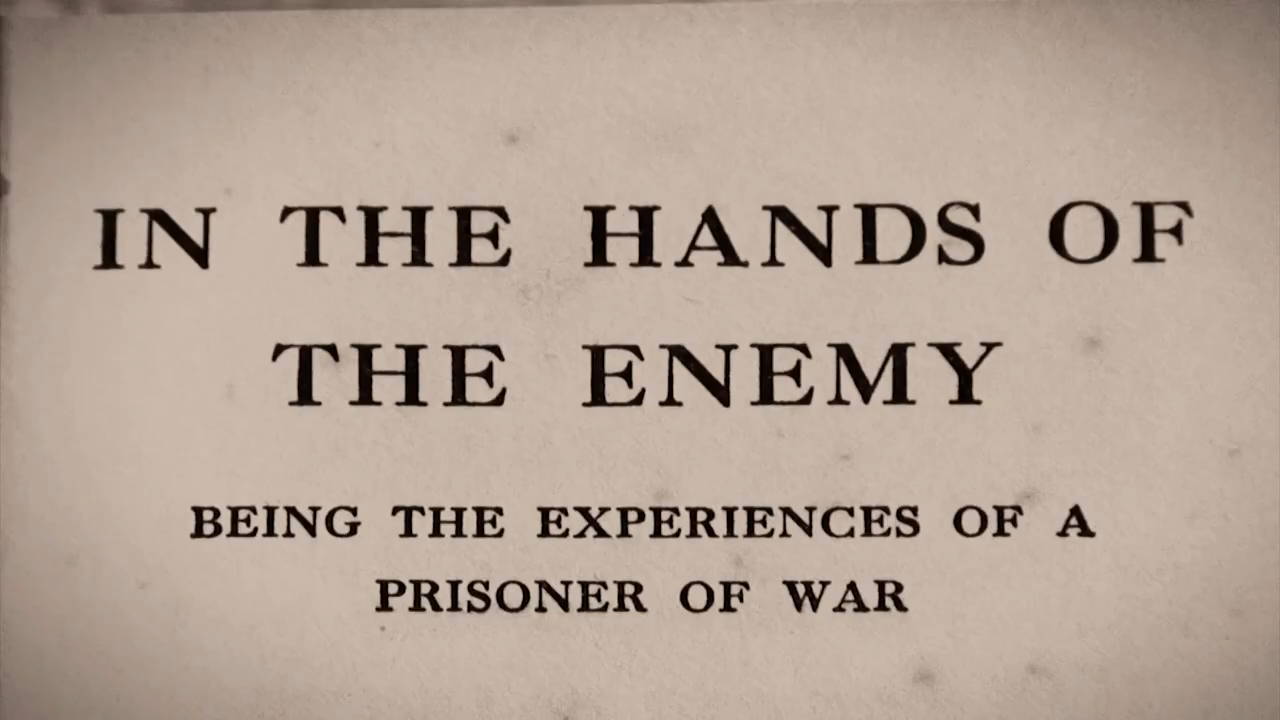 IN THE HANDS OF
THE ENEMY
BEING THE EXPERIENCES OF A
PRISONER OF WAR